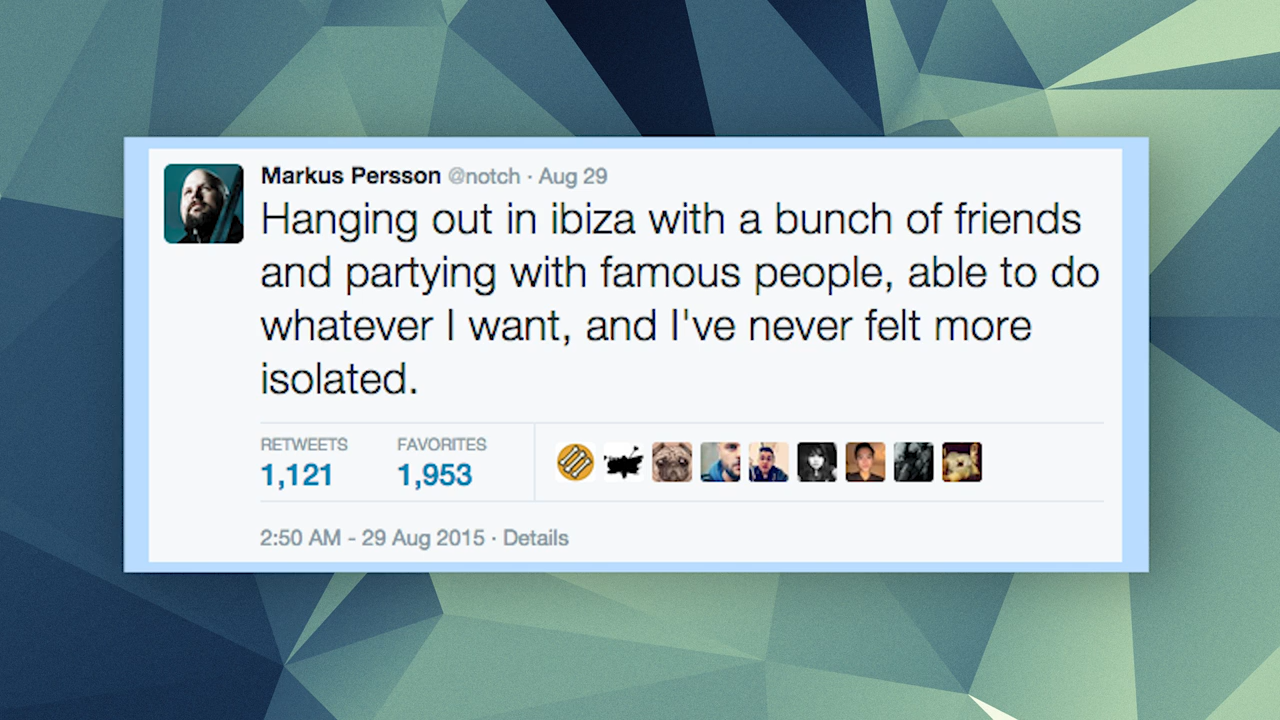 Markus Persson @notch · Aug 29
Hanging out in ibiza with a bunch of friends
and partying with famous people, able to do
whatever I want, and I've never felt more
isolated.
RETWEETS FAVORITES
1,121 1,953
2:50 AM - 29 Aug 2015 · Details